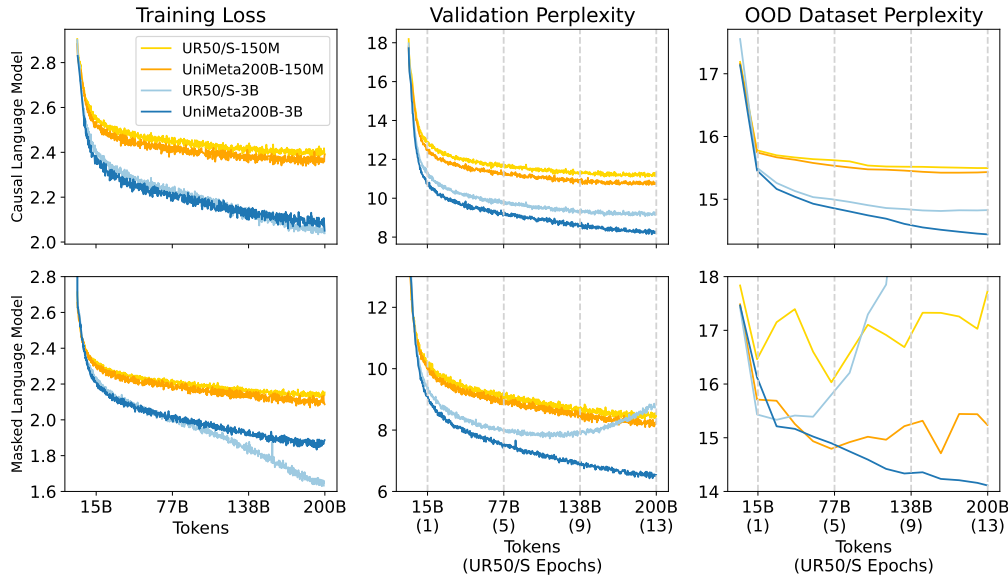 Training Loss
Validation Perplexity
OOD Dataset Perplexity
Causal Language Model
2.8
2.6
2.4
2.2
2.0
UR50/S-150M
UniMeta200B-150M
UR50/S-3B
UniMeta200B-3B
18
16
14
12
10
8
17
16
15
Masked Language Model
2.8
2.6
2.4
2.2
2.0
1.8
1.6
12
10
8
6
18
17
16
15
14
15B 77B 138B 200B
Tokens
15B 77B 138B 200B
(1) (5) (9) (13)
Tokens
(UR50/S Epochs)
15B 77B 138B 200B
(1) (5) (9) (13)
Tokens
(UR50/S Epochs)